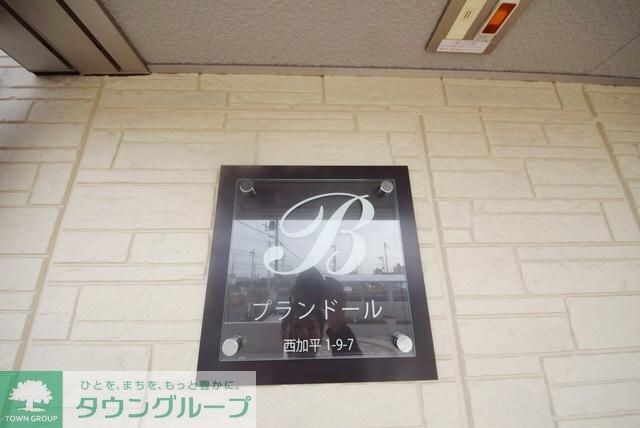 B
プランドール
西加平 1-9-7
ひとを、まちを、もっと豊かに。
タウングループ
TOWN GROUP